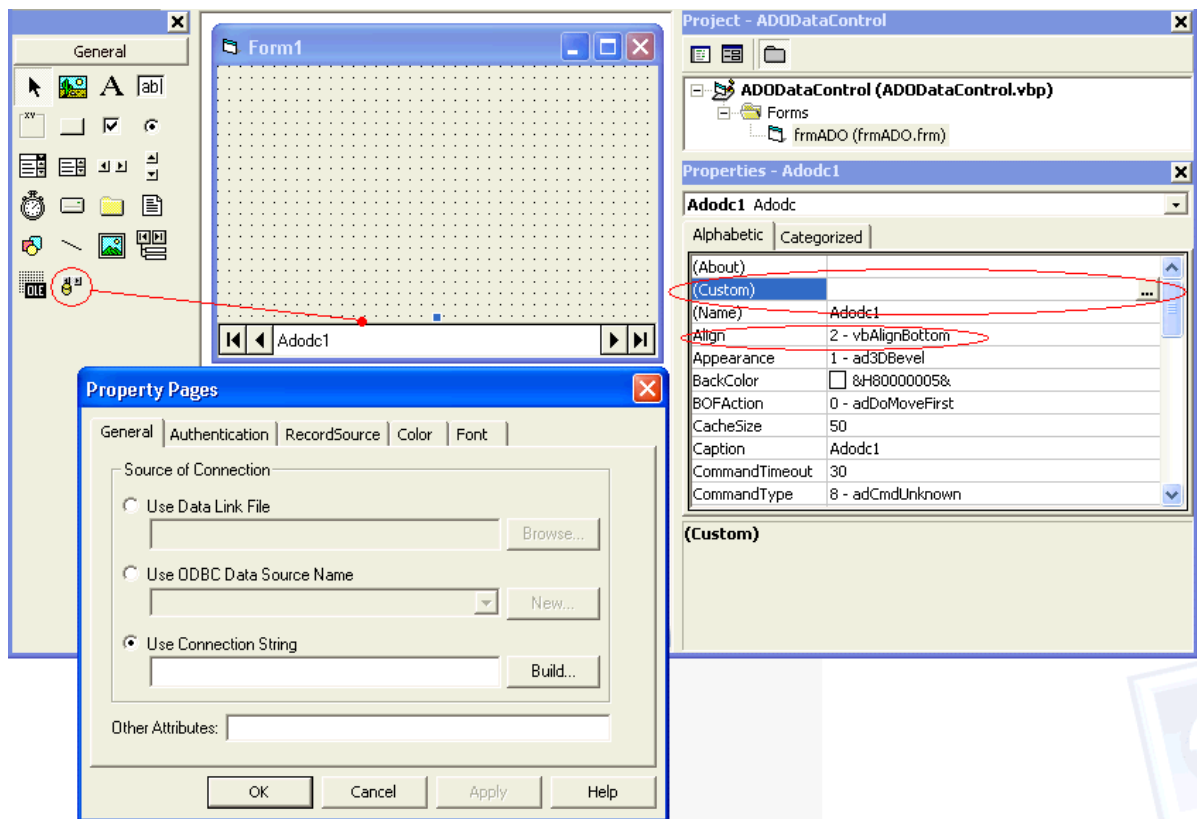 General
A
ab|
XY
OLE
Form1
Adodc1
Project - ADODataControl
ADODataControl (ADODataControl.vbp)
Forms
frmADO (frmADO.frm)
Properties - Adodc1
Adodc1 Adodc
Alphabetic Categorized
(About)
(Custom) ...
(Name) Adodc1
Align 2 - vbAlignBottom
Appearance 1 - ad3DBevel
BackColor &H80000005&
BOFAction 0 - adDoMoveFirst
CacheSize 50
Caption Adodc1
CommandTimeout 30
CommandType 8 - adCmdUnknown
(Custom)
Property Pages
General Authentication RecordSource Color Font
Source of Connection
Use Data Link File
Browse...
Use ODBC Data Source Name
New...
Use Connection String
Build...
Other Attributes:
OK Cancel Apply Help